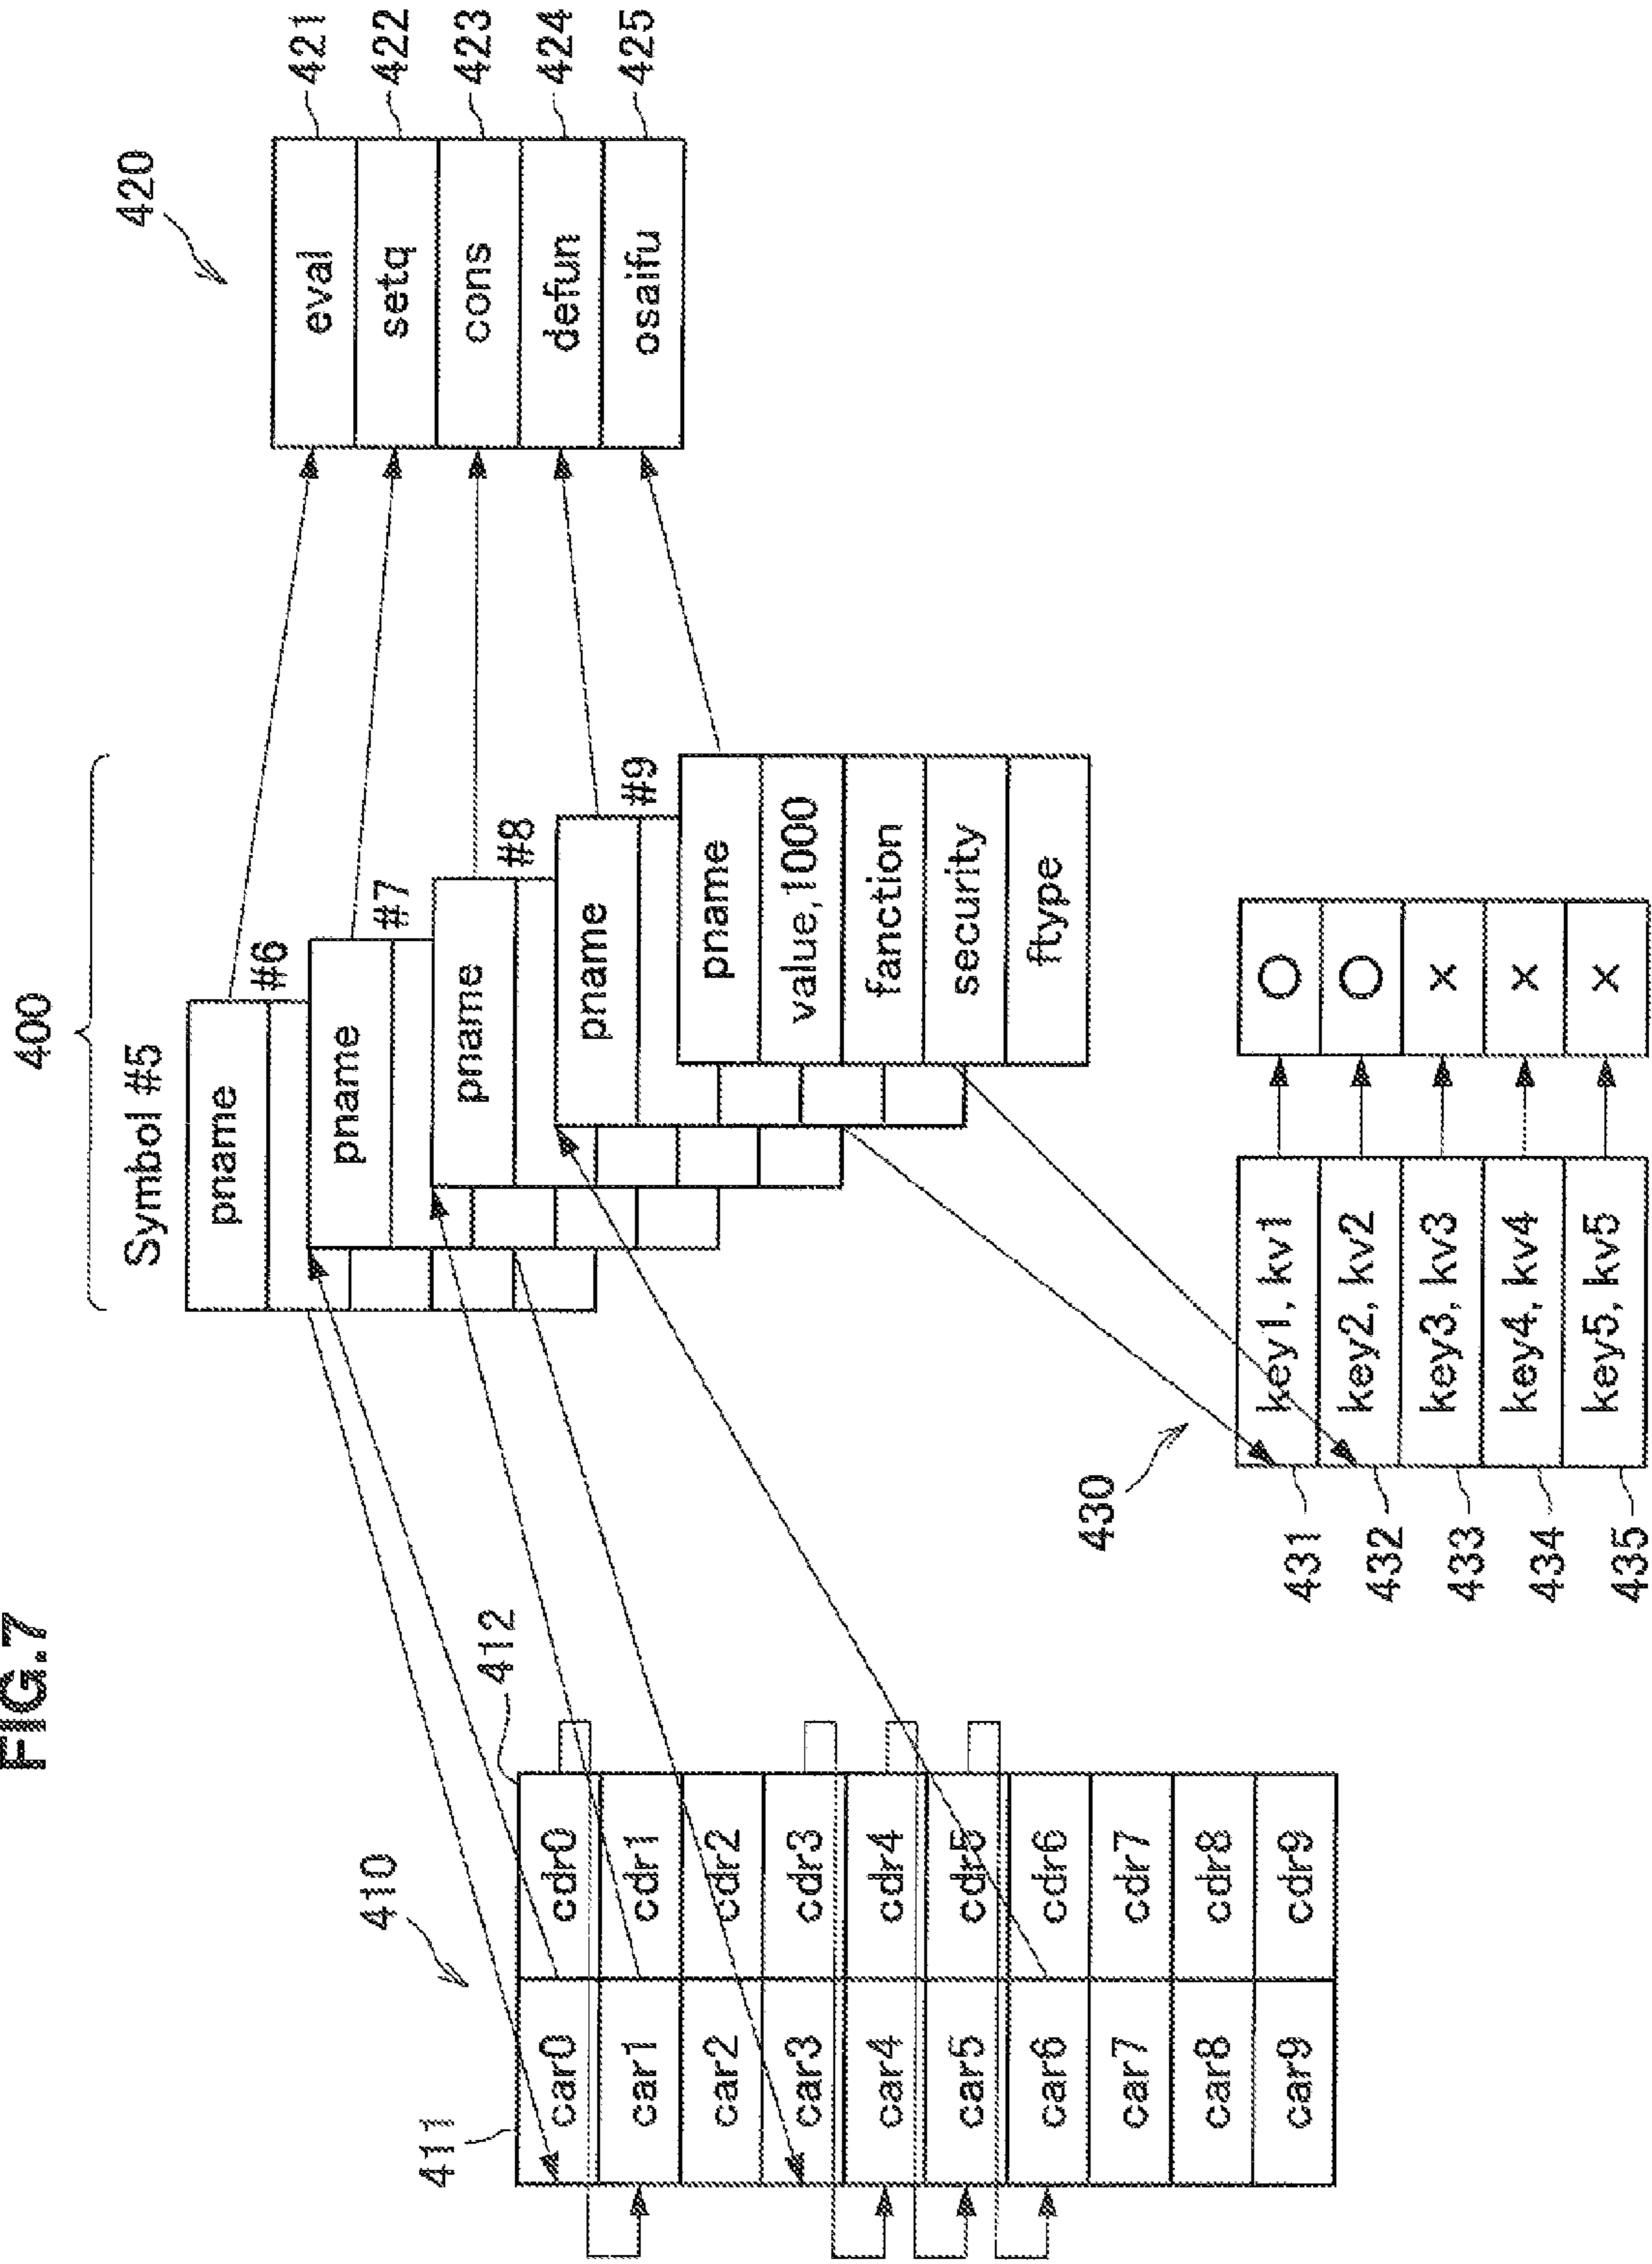 FIG.7
400
Symbol #5
pname
#6
pname
#7
pname
#8
pname
#9
pname
value,1000
fanction
security
ftype
420
eval
421
setq
422
cons
423
defun
424
osaifu
425
410
411
412
car0
cdr0
car1
cdr1
car2
cdr2
car3
cdr3
car4
cdr4
car5
cdr5
car6
cdr6
car7
cdr7
car8
cdr8
car9
cdr9
430
431
key1, kv1
○
432
key2, kv2
○
433
key3, kv3
×
434
key4, kv4
×
435
key5, kv5
×